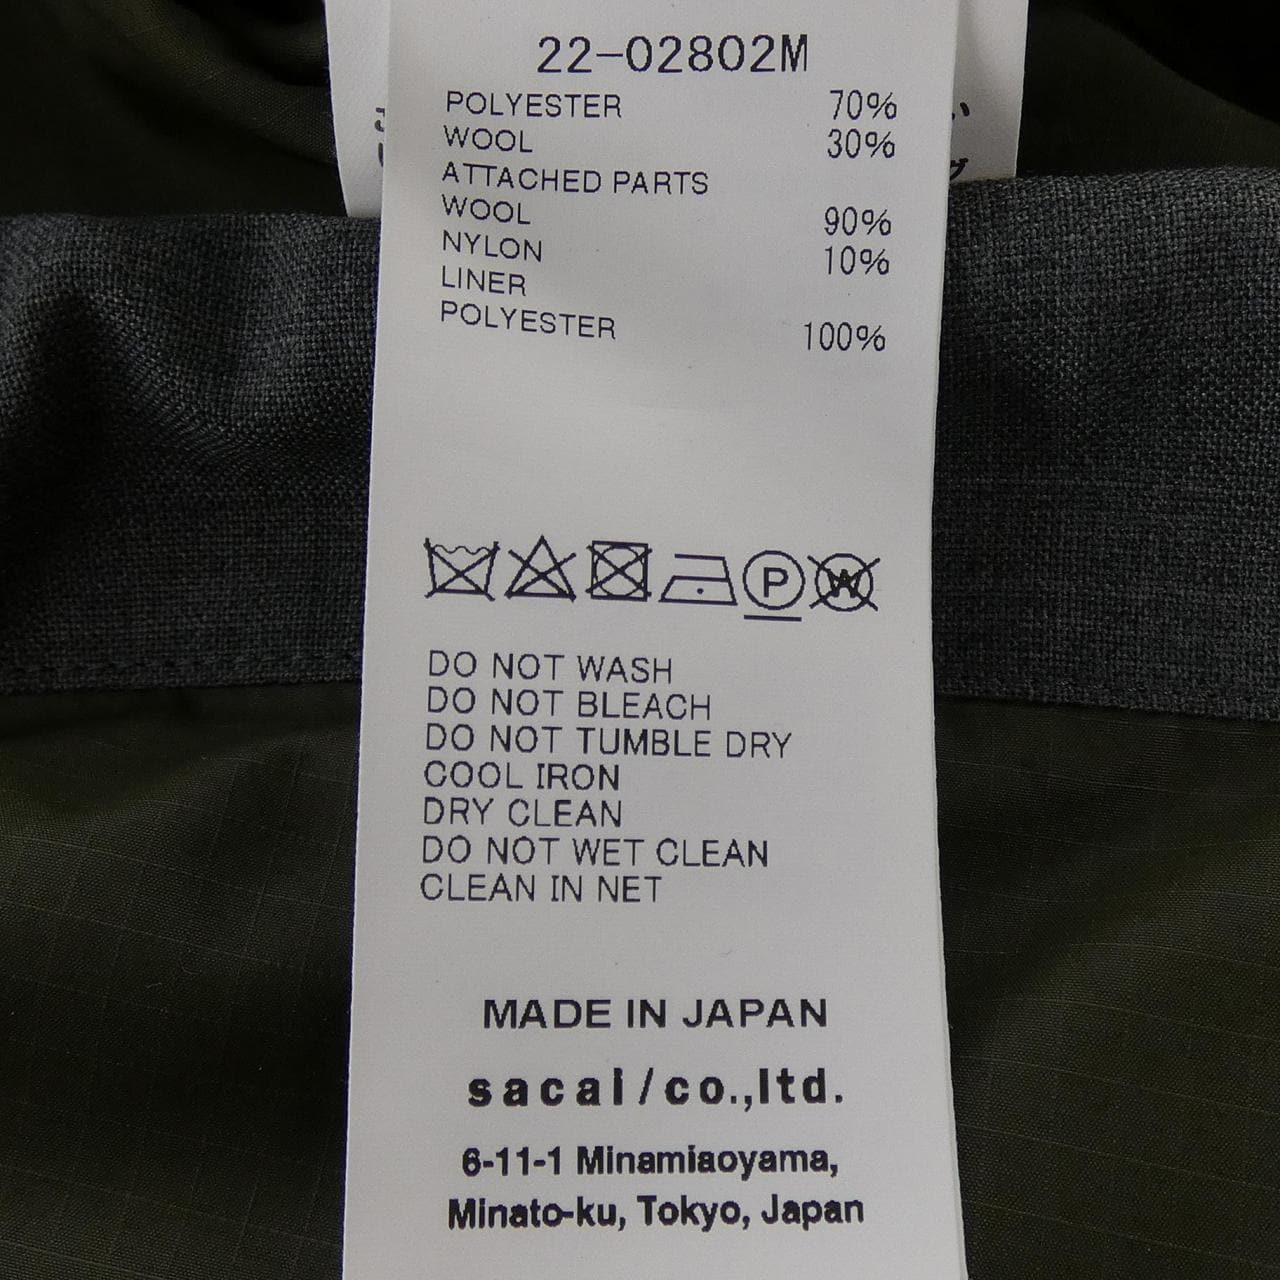 22-02802M
POLYESTER 70%
WOOL 30%
ATTACHED PARTS
WOOL 90%
NYLON 10%
LINER
POLYESTER 100%
P W
DO NOT WASH
DO NOT BLEACH
DO NOT TUMBLE DRY
COOL IRON
DRY CLEAN
DO NOT WET CLEAN
CLEAN IN NET
MADE IN JAPAN
sacai/co.,ltd.
6-11-1 Minamiaoyama,
Minato-ku, Tokyo, Japan